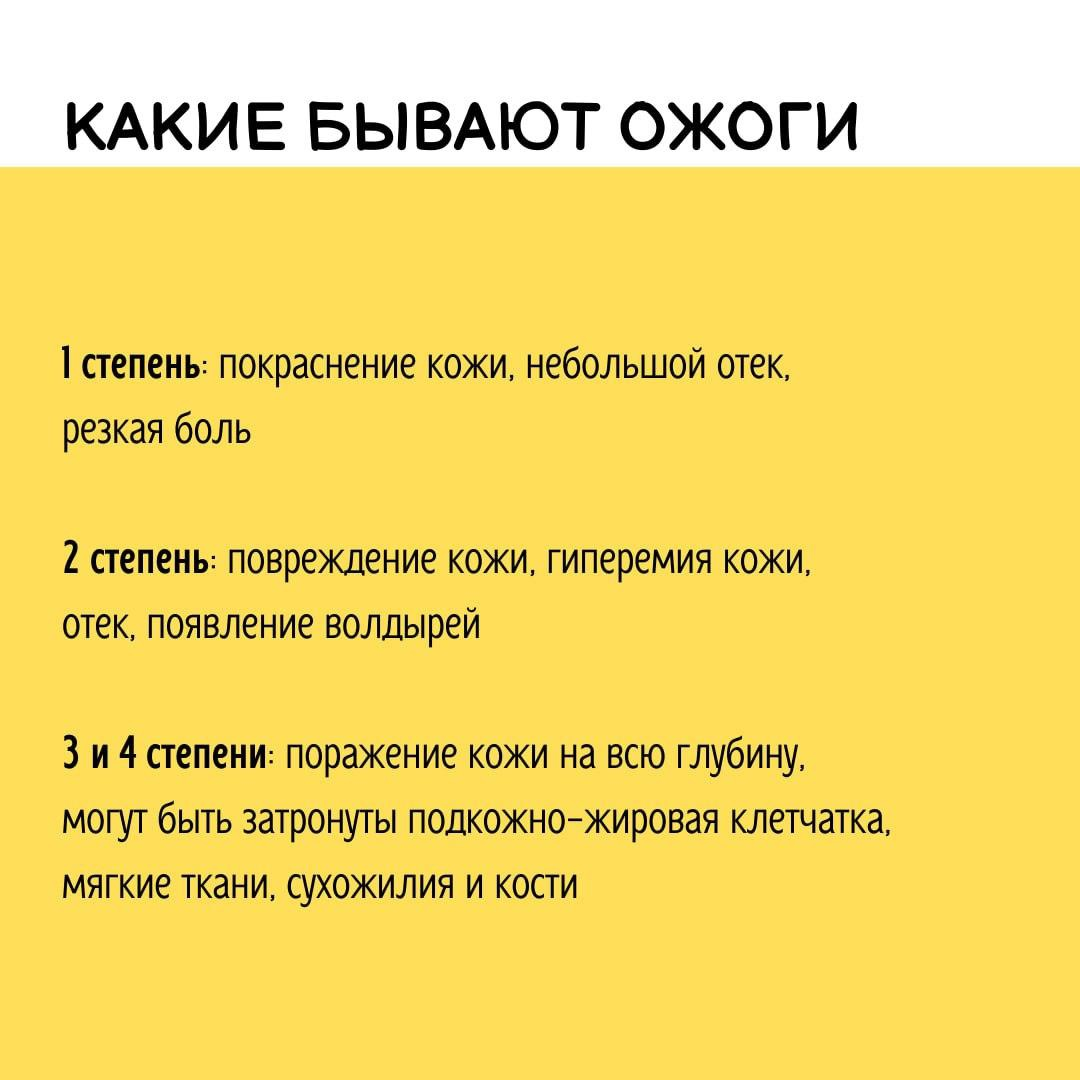 КАКИЕ БЫВАЮТ ОЖОГИ
1 степень: покраснение кожи, небольшой отек,
резкая боль
2 степень: повреждение кожи, гиперемия кожи,
отек, появление волдырей
3 и 4 степени: поражение кожи на всю глубину,
могут быть затронуты подкожно-жировая клетчатка,
мягкие ткани, сухожилия и кости